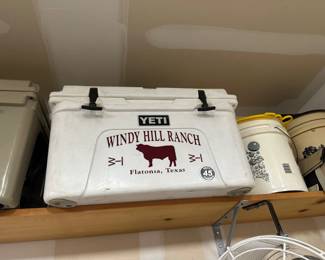 YETI
WINDY HILL RANCH
Flatonia, Texas
45